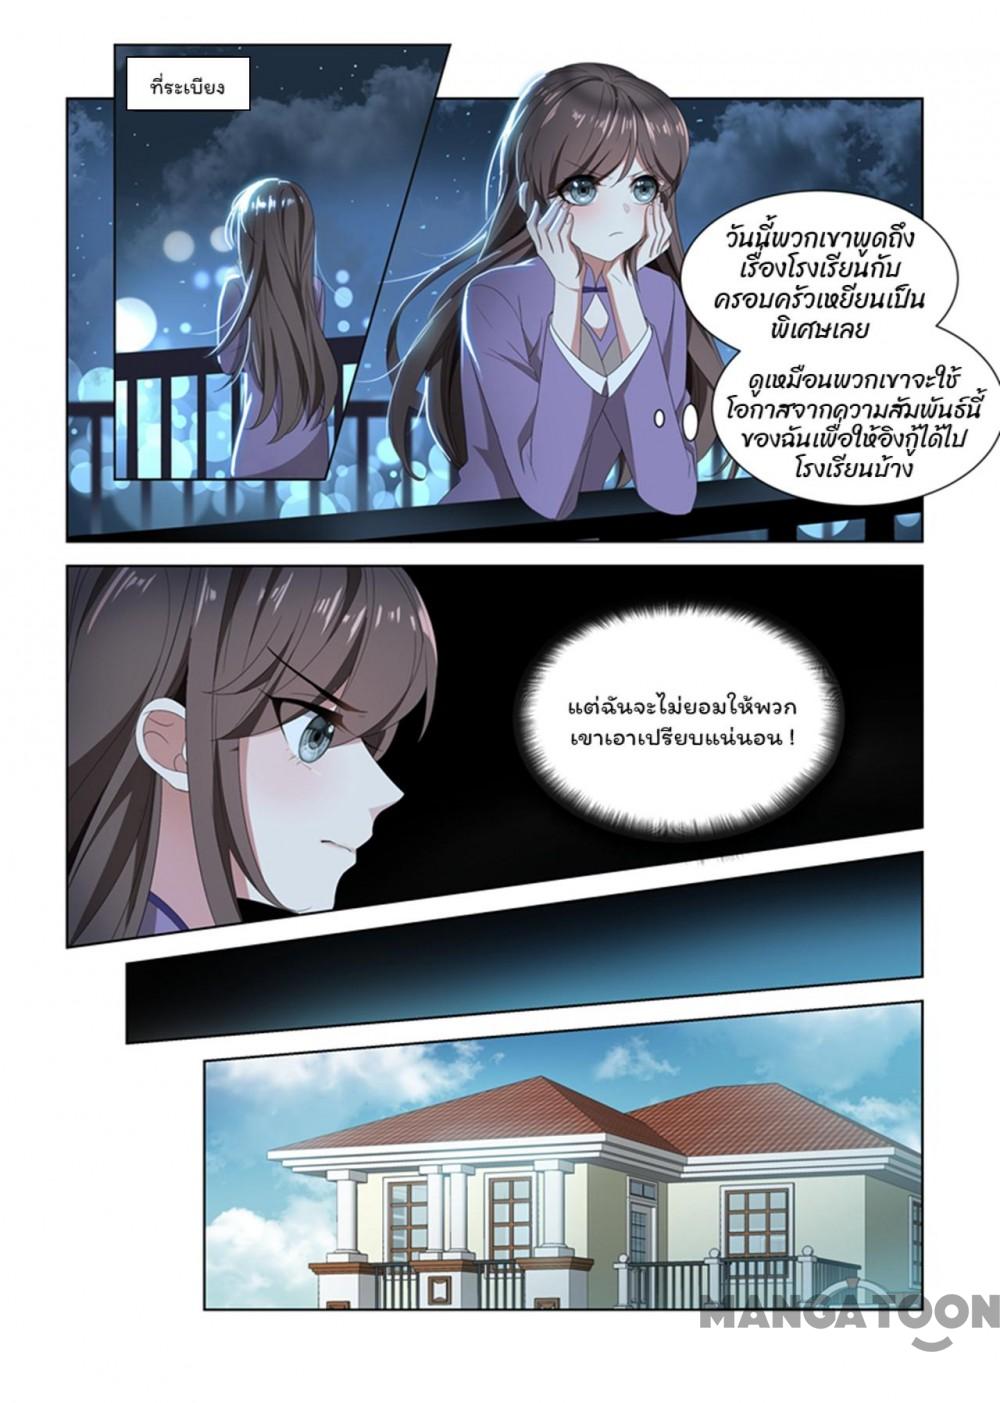 ที่ระเบียง
วันนี้พวกเขาพูดถึง
เรื่องโรงเรียนกับ
ครอบครัวเหยียนเป็น
พิเศษเลย
ดูเหมือนพวกเขาจะใช้
โอกาสจากความสัมพันธ์นี้
ของฉันเพื่อให้อิงกู้ได้ไป
โรงเรียนบ้าง
แต่ฉันจะไม่ยอมให้พวก
เขาเอาเปรียบแน่นอน !
MANGATOON